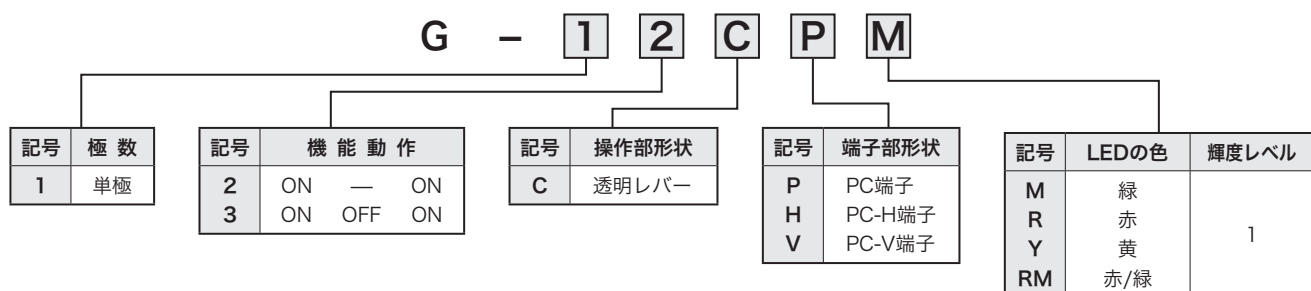 G – 1 2 C P M
記号 極数
1 単極
記号 機能動作
2 ON — ON
3 ON OFF ON
記号 操作部形状
C 透明レバー
記号 端子部形状
P PC端子
H PC-H端子
V PC-V端子
記号 LEDの色 輝度レベル
M 緑
R 赤
Y 黄
RM 赤/緑
1